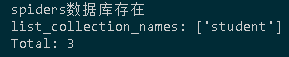 spiders数据库存在
list_collection_names: ['student']
Total: 3